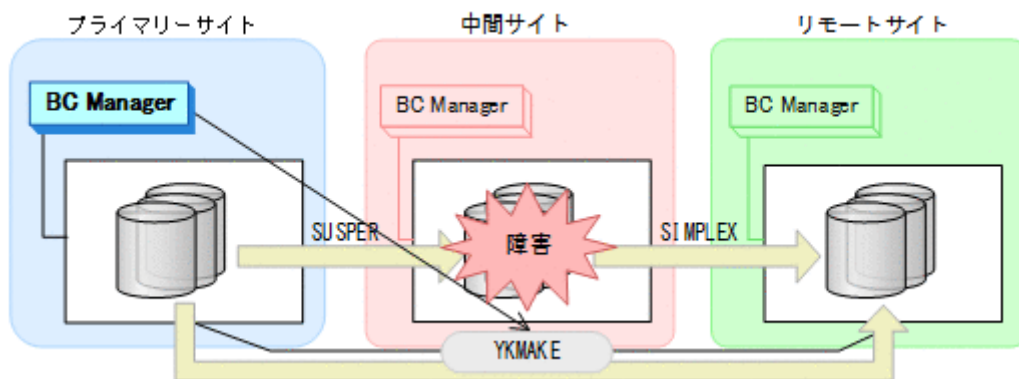 プライマリーサイト
中間サイト
リモートサイト
BC Manager
BC Manager
BC Manager
SUSPER
障害
SIMPLEX
YKMAKE